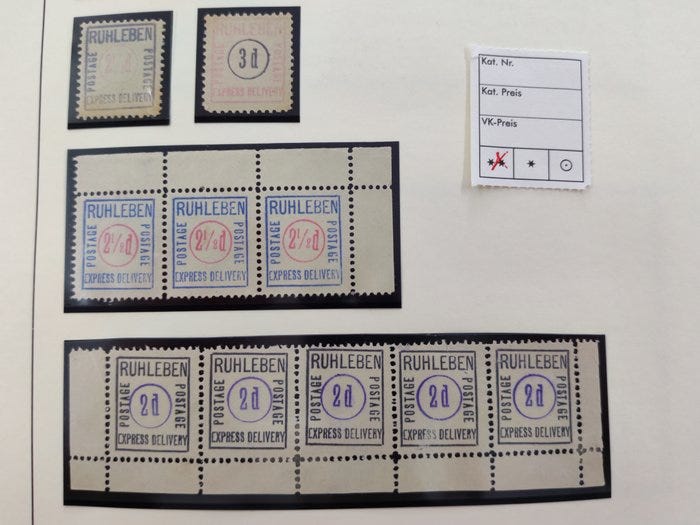 RUHLEBEN
POSTAGE
2½d
POSTAGE
EXPRESS DELIVERY
RUHLEBEN
POSTAGE
3d
POSTAGE
EXPRESS DELIVERY
Kat. Nr.
Kat. Preis
VK-Preis
** * ⊙
RUHLEBEN
POSTAGE
2½d
POSTAGE
EXPRESS DELIVERY
RUHLEBEN
POSTAGE
2½d
POSTAGE
EXPRESS DELIVERY
RUHLEBEN
POSTAGE
2½d
POSTAGE
EXPRESS DELIVERY
RUHLEBEN
POSTAGE
2d
POSTAGE
EXPRESS DELIVERY
RUHLEBEN
POSTAGE
2d
POSTAGE
EXPRESS DELIVERY
RUHLEBEN
POSTAGE
2d
POSTAGE
EXPRESS DELIVERY
RUHLEBEN
POSTAGE
2d
POSTAGE
EXPRESS DELIVERY
RUHLEBEN
POSTAGE
2d
POSTAGE
EXPRESS DELIVERY